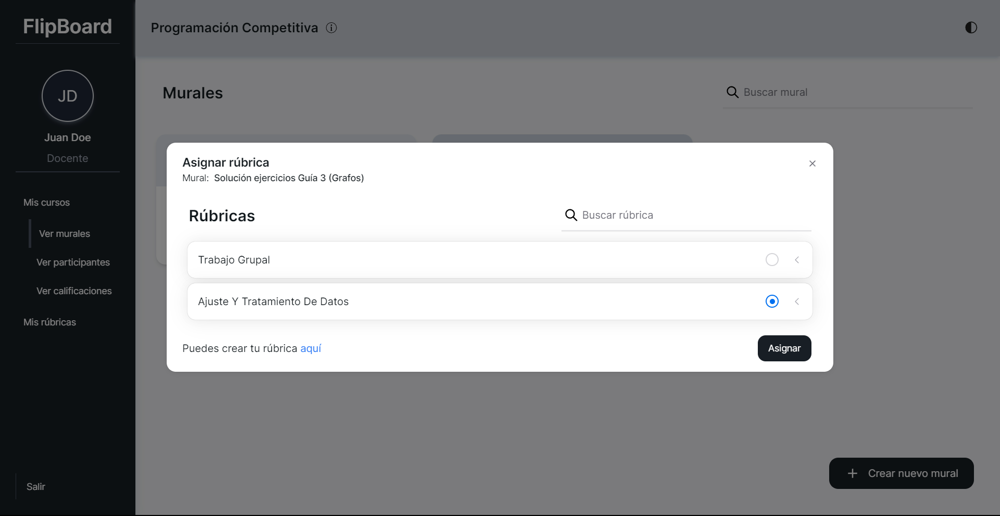 FlipBoard
JD
Juan Doe
Docente
Mis cursos
Ver murales
Ver participantes
Ver calificaciones
Mis rúbricas
Salir
Programación Competitiva
Murales
Buscar mural
Asignar rúbrica
Mural: Solución ejercicios Guía 3 (Grafos)
Rúbricas
Buscar rúbrica
Trabajo Grupal
Ajuste Y Tratamiento De Datos
Puedes crear tu rúbrica aquí
Asignar
Crear nuevo mural